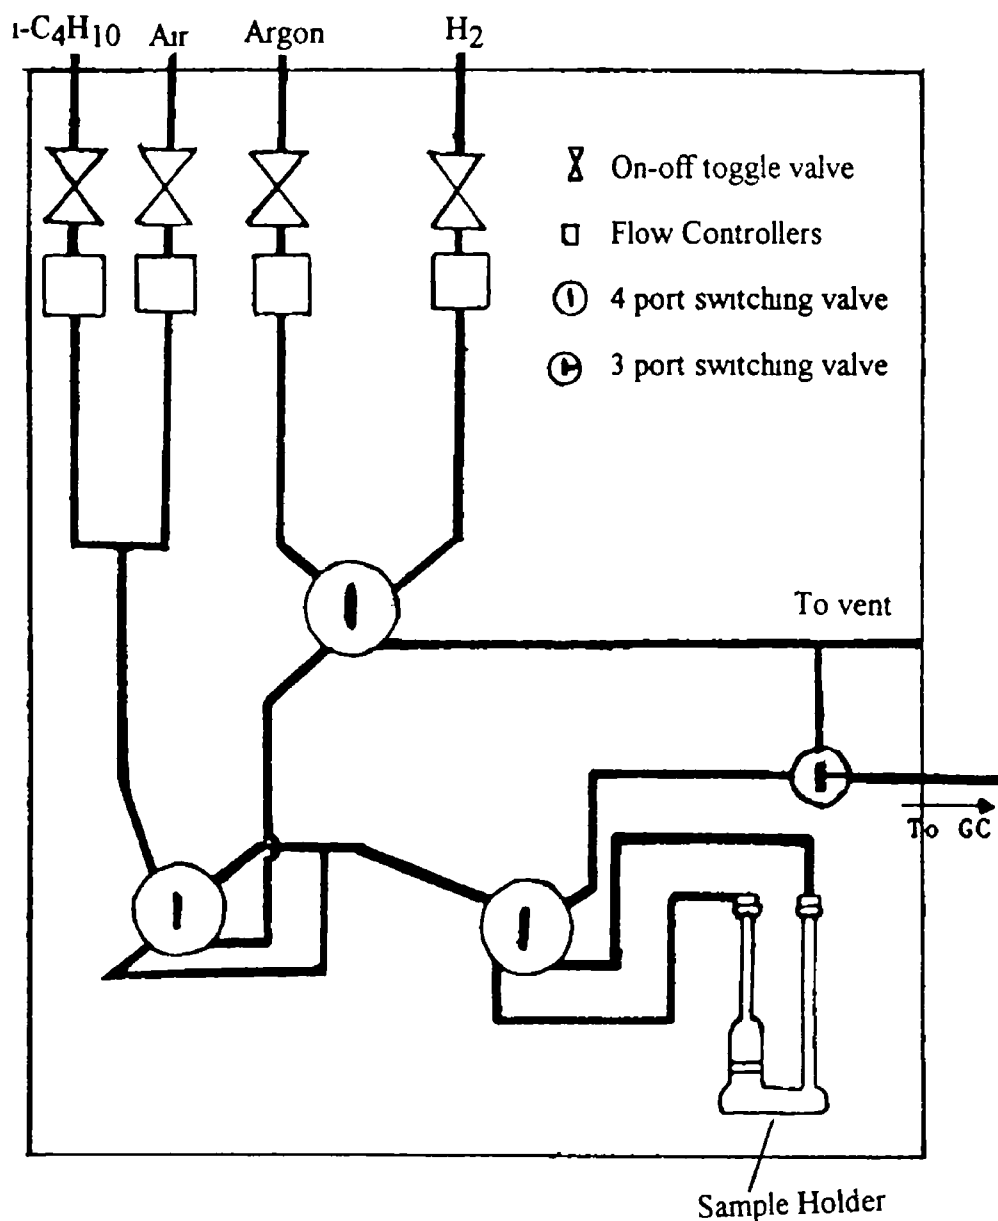 i-C4H10 Air Argon H2
On-off toggle valve
Flow Controllers
4 port switching valve
3 port switching valve
To vent
To GC
Sample Holder